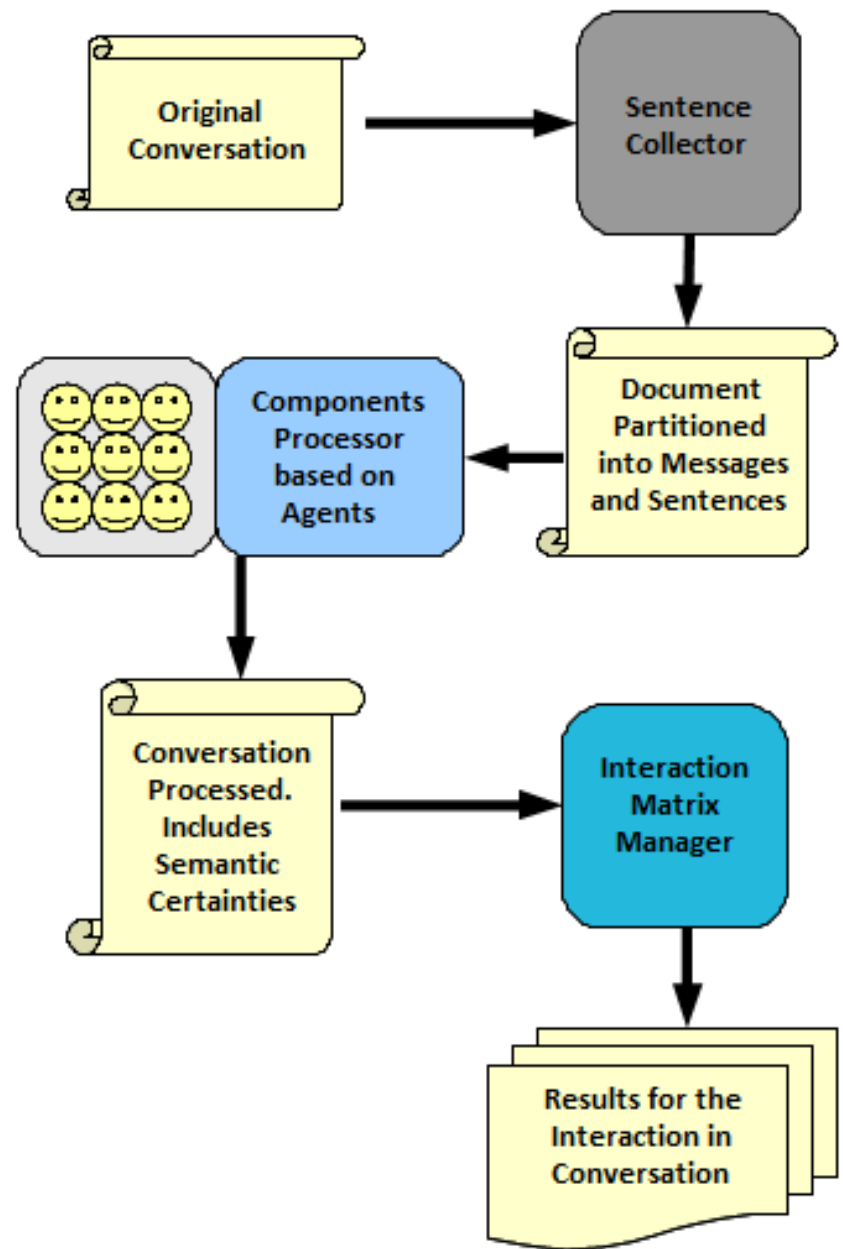 Original
Conversation
Sentence
Collector
Document
Partitioned
into Messages
and Sentences
Components
Processor
based on
Agents
Conversation
Processed.
Includes
Semantic
Certainties
Interaction
Matrix
Manager
Results for the
Interaction in
Conversation